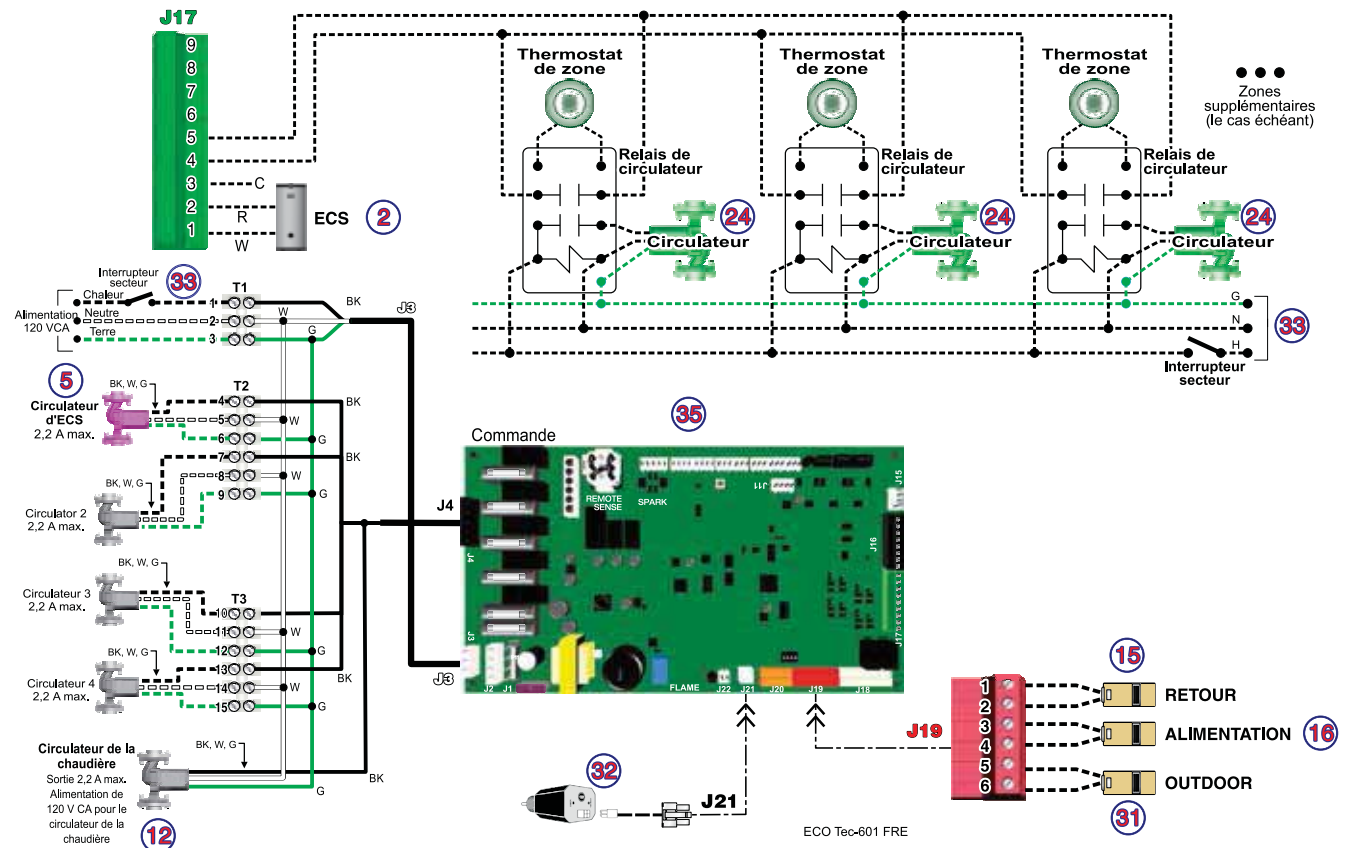 J17
9
8
7
6
5
4
3
2
1
C
R
W
ECS
2
Thermostat
de zone
Thermostat
de zone
Thermostat
de zone
Zones
supplémentaires
(le cas échéant)
Relais de
circulateur
Relais de
circulateur
Relais de
circulateur
24
Circulateur
24
Circulateur
24
Circulateur
G
N
H
33
Interrupteur
secteur
Interrupteur
secteur
33
Chaleur
Alimentation
120 VCA
Neutre
Terre
T1
1
2
3
BK
W
G
J3
5
Circulateur
d'ECS
2,2 A max.
BK, W, G
T2
4
5
6
7
8
9
BK
W
G
BK
W
G
Circulator 2
2,2 A max.
BK, W, G
Circulateur 3
2,2 A max.
BK, W, G
T3
10
11
12
13
14
15
W
G
BK
W
G
Circulateur 4
2,2 A max.
BK, W, G
Circulateur de la
chaudière
Sortie 2,2 A max.
Alimentation de
120 V CA pour le
circulateur de la
chaudière
12
BK, W, G
BK
G
35
Commande
J4
J4
J3
J3
REMOTE
SENSE
SPARK
J11
J15
J16
J17
J2
J1
FLAME
J22
J21
J20
J19
J18
32
J21
J19
1
2
3
4
5
6
15
RETOUR
ALIMENTATION
16
OUTDOOR
31
ECO Tec-601 FRE